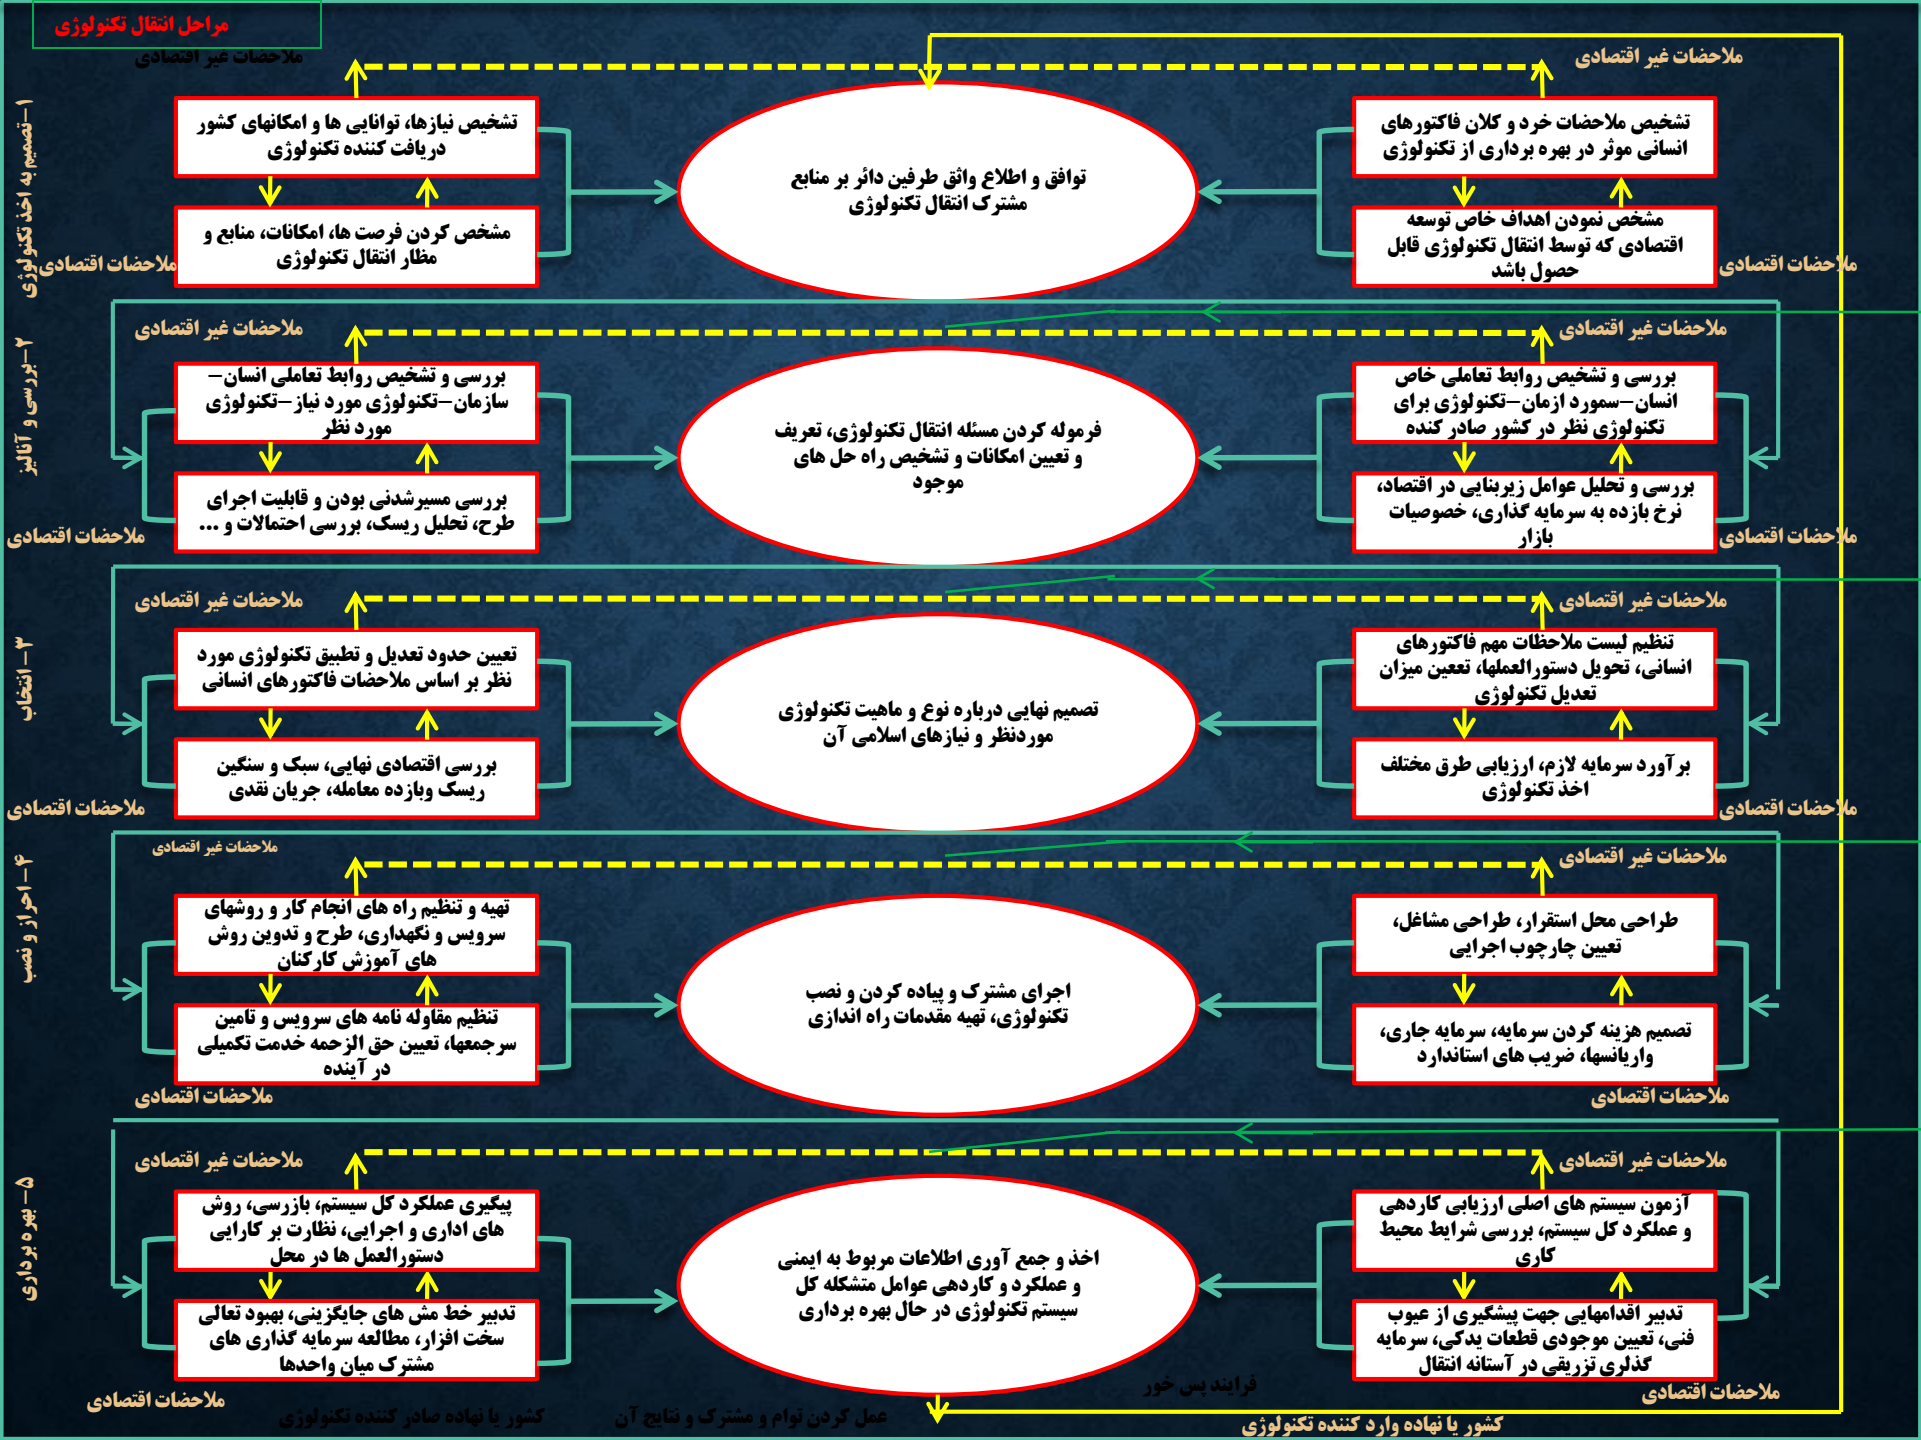 مراحل انتقال تکنولوژی
ملاحضات غیر اقتصادی
ملاحضات غیر اقتصادی
۱-تصمیم به اخذ تکنولوژی
تشخیص ملاحضات خرد و کلان فاکتورهای
انسانی موثر در بهره برداری از تکنولوژی
مشخص نمودن اهداف خاص توسعه
اقتصادی که توسط انتقال تکنولوژی قابل
حصول باشد
توافق و اطلاع واثق طرفین دائر بر منابع
مشترک انتقال تکنولوژی
تشخیص نیازها، توانایی ها و امکانهای کشور
دریافت کننده تکنولوژی
مشخص کردن فرصت ها، امکانات، منابع و
مظار انتقال تکنولوژی
ملاحضات اقتصادی
ملاحضات اقتصادی
ملاحضات غیر اقتصادی
ملاحضات غیر اقتصادی
۲-بررسی و آنالیز
بررسی و تشخیص روابط تعاملی خاص
انسان–سمورد ازمان–تکنولوژی برای
تکنولوژی نظر در کشور صادر کنده
بررسی و تحلیل عوامل زیربنایی در اقتصاد،
نرخ بازده به سرمایه گذاری، خصوصیات
بازار
فرموله کردن مسئله انتقال تکنولوژی، تعریف
و تعیین امکانات و تشخیص راه حل های
موجود
بررسی و تشخیص روابط تعاملی انسان–
سازمان–تکنولوژی مورد نیاز–تکنولوژی
مورد نظر
بررسی مسیرشدنی بودن و قابلیت اجرای
طرح، تحلیل ریسک، بررسی احتمالات و ...
ملاحضات اقتصادی
ملاحضات اقتصادی
ملاحضات غیر اقتصادی
ملاحضات غیر اقتصادی
۳- انتخاب
تنظیم لیست ملاحظات مهم فاکتورهای
انسانی، تحویل دستورالعملها، تععین میزان
تعدیل تکنولوژی
برآورد سرمایه لازم، ارزیابی طرق مختلف
اخذ تکنولوژی
تصمیم نهایی درباره نوع و ماهیت تکنولوژی
موردنظر و نیازهای اسلامی آن
تعیین حدود تعدیل و تطبیق تکنولوژی مورد
نظر بر اساس ملاحضات فاکتورهای انسانی
بررسی اقتصادی نهایی، سبک و سنگین
ریسک وبازده معامله، جریان نقدی
ملاحضات اقتصادی
ملاحضات اقتصادی
ملاحضات غیر اقتصادی
ملاحضات غیر اقتصادی
۴- احراز و نصب
طراحی محل استقرار، طراحی مشاغل،
تعیین چارچوب اجرایی
تصمیم هزینه کردن سرمایه، سرمایه جاری،
واریانسها، ضریب های استاندارد
اجرای مشترک و پیاده کردن و نصب
تکنولوژی، تهیه مقدمات راه اندازی
تهیه و تنظیم راه های انجام کار و روشهای
سرویس و نگهداری، طرح و تدوین روش
های آموزش کارکنان
تنظیم مقاوله نامه های سرویس و تامین
سرجمعها، تعیین حق الزحمه خدمت تکمیلی
در آینده
ملاحضات اقتصادی
ملاحضات اقتصادی
ملاحضات غیر اقتصادی
ملاحضات غیر اقتصادی
۵- بهره برداری
آزمون سیستم های اصلی ارزیابی کاردهی
و عملکرد کل سیستم، بررسی شرایط محیط
کاری
تدبیر اقدامهایی جهت پیشگیری از عیوب
فنی، تعیین موجودی قطعات یدکی، سرمایه
گذلری تزریقی در آستانه انتقال
اخذ و جمع آوری اطلاعات مربوط به ایمنی
و عملکرد و کاردهی عوامل متشکله کل
سیستم تکنولوژی در حال بهره برداری
پیگیری عملکرد کل سیستم، بازرسی، روش
های اداری و اجرایی، نظارت بر کارایی
دستورالعمل ها در محل
تدبیر خط مش های جایگزینی، بهبود تعالی
سخت افزار، مطالعه سرمایه گذاری های
مشترک میان واحدها
ملاحضات اقتصادی
ملاحضات اقتصادی
فرایند پس خور
کشور یا نهاده وارد کننده تکنولوژی
عمل کردن توام و مشترک و نتایج آن
کشور یا نهاده صادر کننده تکنولوژی